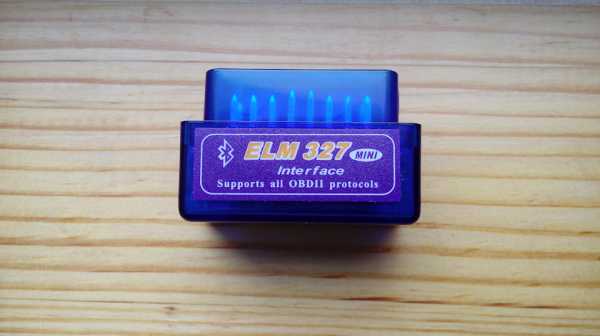 ELM 327 MINI
Interface
Supports all OBDII protocols